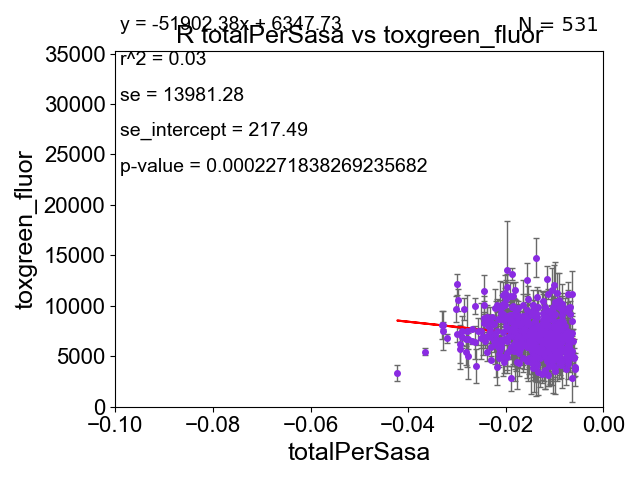 y = -51902.38x + 6347.73
N = 531
R totalPerSasa vs toxgreen_fluor
r^2 = 0.03
se = 13981.28
se_intercept = 217.49
p-value = 0.0002271838269235682
35000
30000
25000
20000
15000
10000
5000
0
toxgreen_fluor
−0.10 −0.08 −0.06 −0.04 −0.02 0.00
totalPerSasa